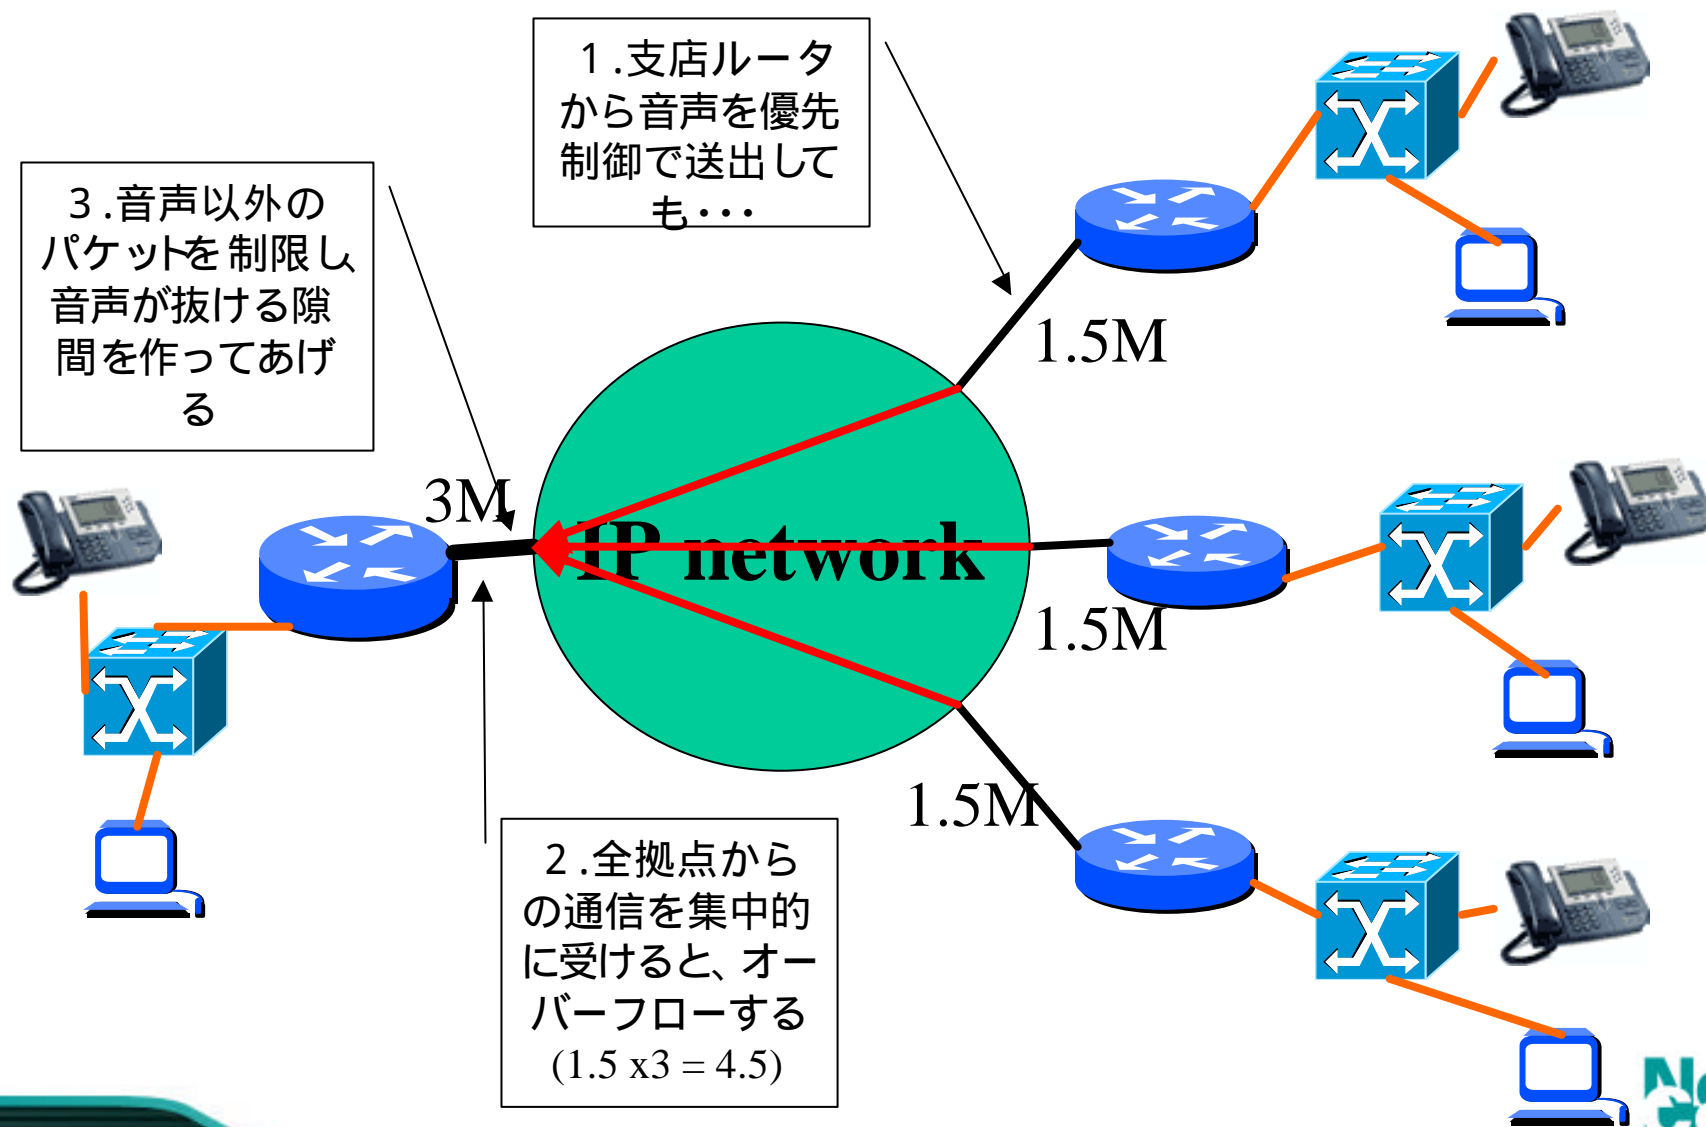 1.支店ルータ
から音声を優先
制御で送出して
も・・・
3.音声以外の
パケットを制限し、
音声が抜ける隙
間を作ってあげ
る
1.5M
3M
IP network
1.5M
1.5M
2.全拠点から
の通信を集中的
に受けると、オー
バーフローする
(1.5 x3 = 4.5)